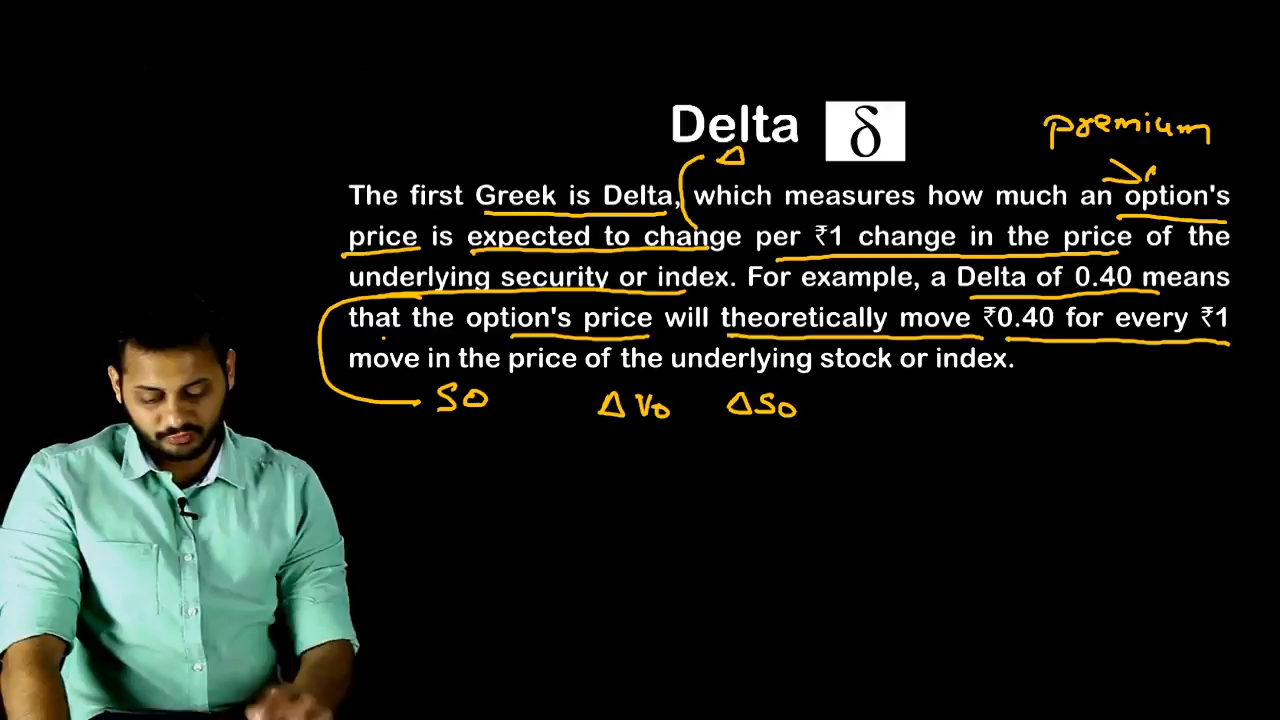 Delta δ
premium
Δ
The first Greek is Delta, which measures how much an option's
price is expected to change per ₹1 change in the price of the
underlying security or index. For example, a Delta of 0.40 means
that the option's price will theoretically move ₹0.40 for every ₹1
move in the price of the underlying stock or index.
S0 ΔV0 ΔS0